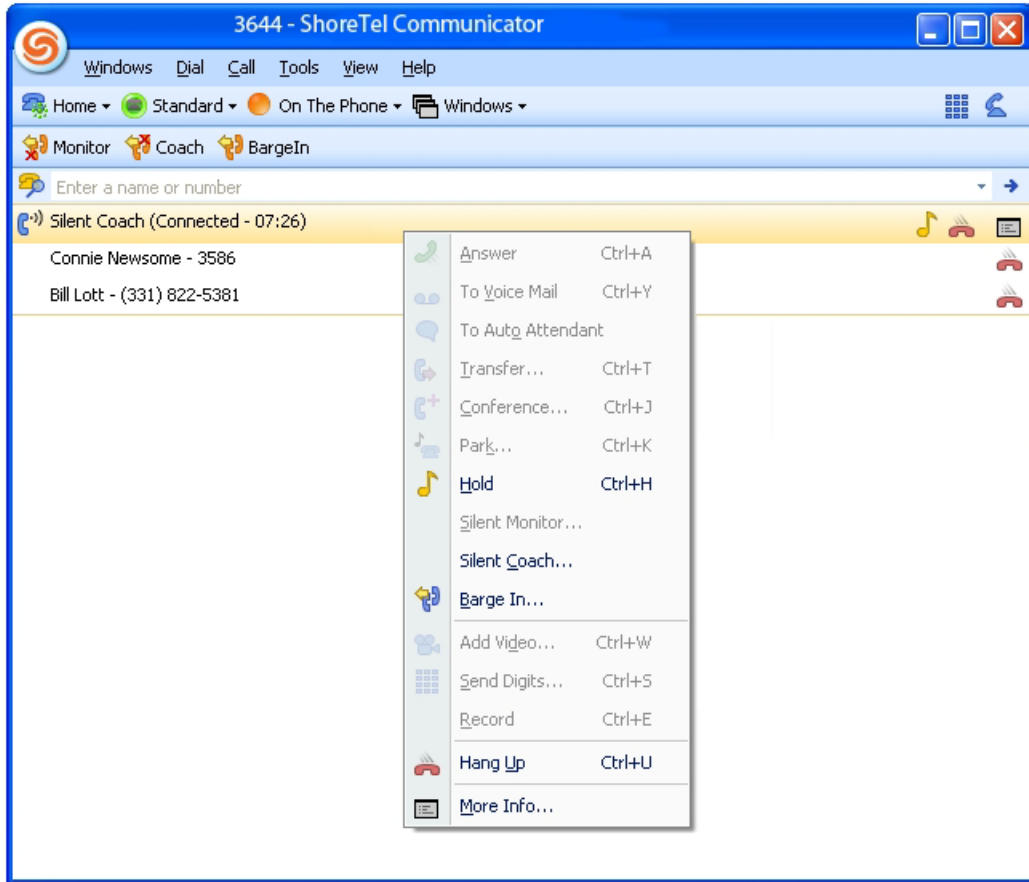 3644 - ShoreTel Communicator
Windows Dial Call Tools View Help
Home Standard On The Phone Windows
Monitor Coach BargeIn
Enter a name or number
Silent Coach (Connected - 07:26)
Connie Newsome - 3586
Bill Lott - (331) 822-5381
Answer Ctrl+A
To Voice Mail Ctrl+Y
To Auto Attendant
Transfer... Ctrl+T
Conference... Ctrl+J
Park... Ctrl+K
Hold Ctrl+H
Silent Monitor...
Silent Coach...
Barge In...
Add Video... Ctrl+W
Send Digits... Ctrl+S
Record Ctrl+E
Hang Up Ctrl+U
More Info...